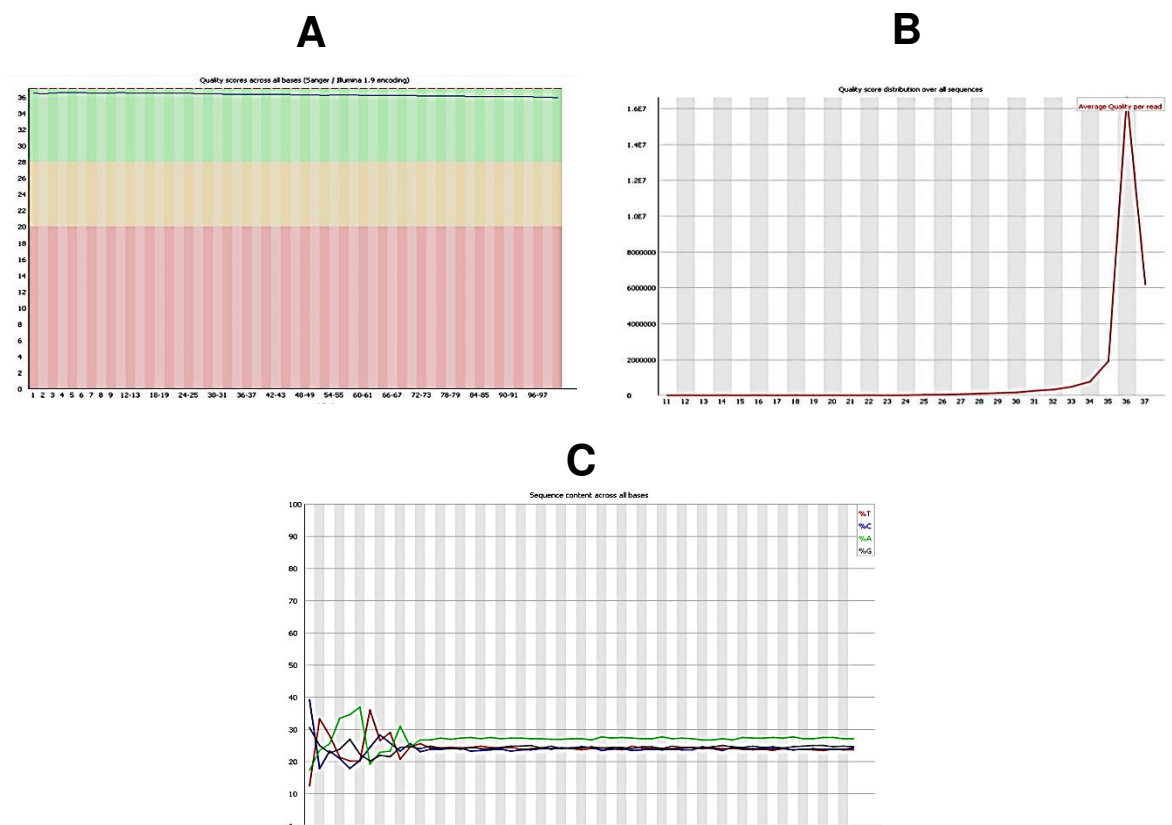 A
B
Quality scores across all bases (Sanger / Illumina 1.9 encoding)
36
34
32
30
28
26
24
22
20
18
16
14
12
10
8
6
4
2
0
1 2 3 4 5 6 7 8 9 12-13 18-19 24-25 30-31 36-37 42-43 48-49 54-55 60-61 66-67 72-73 78-79 84-85 90-91 96-97
Quality score distribution over all sequences
Average Quality per read
1.6E7
1.4E7
1.2E7
1.0E7
8000000
6000000
4000000
2000000
0
11 12 13 14 15 16 17 18 19 20 21 22 23 24 25 26 27 28 29 30 31 32 33 34 35 36 37
C
Sequence content across all bases
%T
%C
%A
%G
100
90
80
70
60
50
40
30
20
10